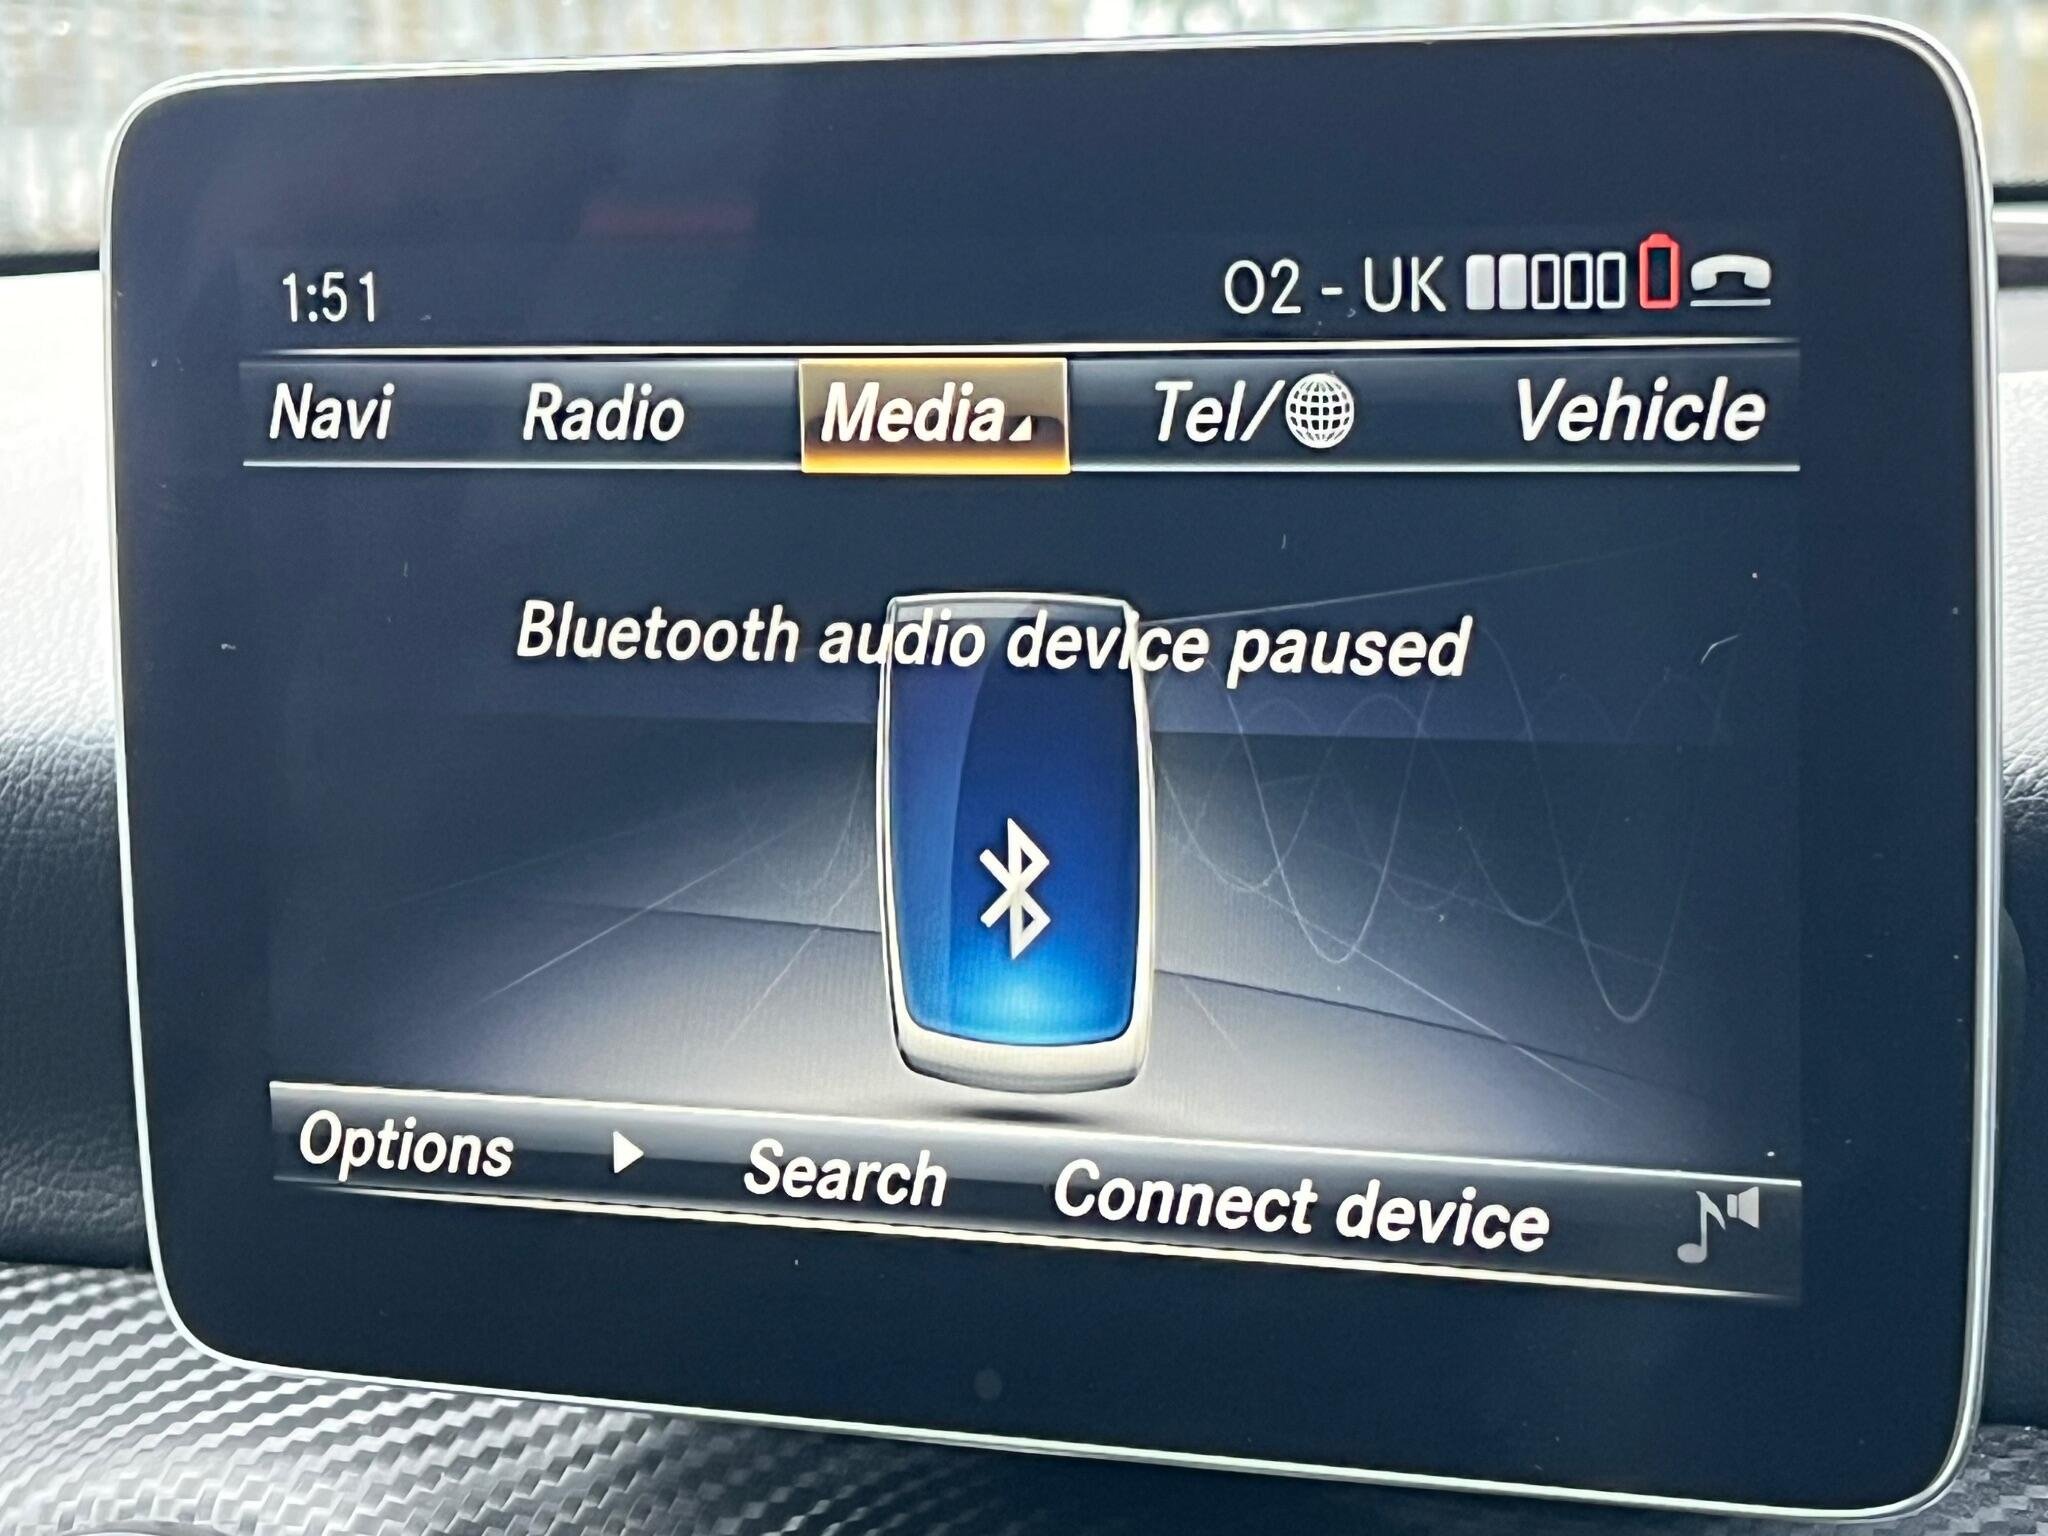 1:51 O2 - UK
Navi Radio Media Tel/ Vehicle
Bluetooth audio device paused
Options Search Connect device